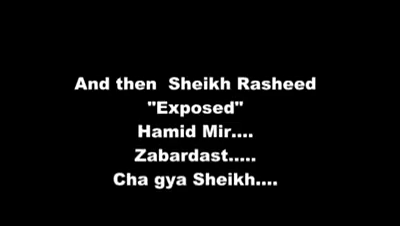 And then  Sheikh Rasheed
"Exposed"
Hamid Mir....
Zabardast.....
Cha gya Sheikh....